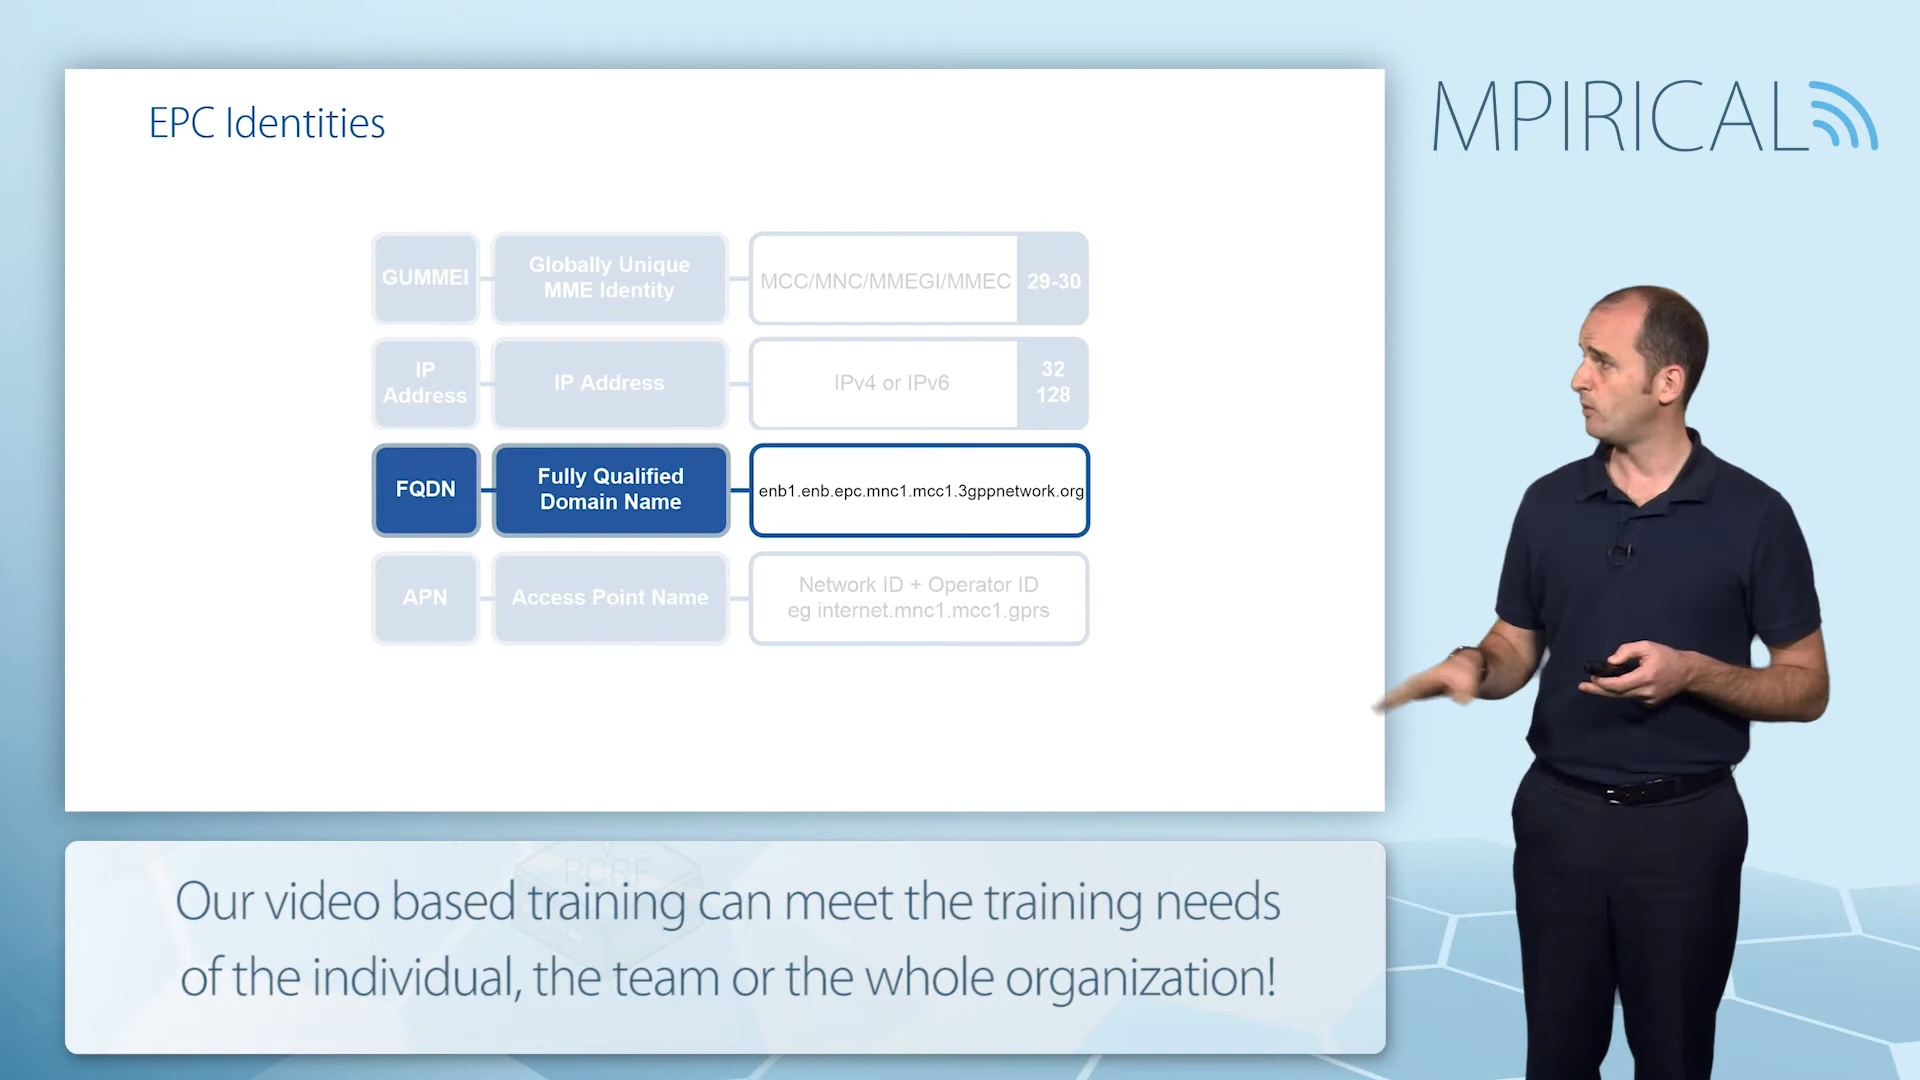 EPC Identities
MPIRICAL
GUMMEI
Globally Unique
MME Identity
MCC/MNC/MMEGI/MMEC
29-30
IP
Address
IP Address
IPv4 or IPv6
32
128
FQDN
Fully Qualified
Domain Name
enb1.enb.epc.mnc1.mcc1.3gppnetwork.org
APN
Access Point Name
Network ID + Operator ID
eg internet.mnc1.mcc1.gprs
PCRF
Our video based training can meet the training needs
of the individual, the team or the whole organization!